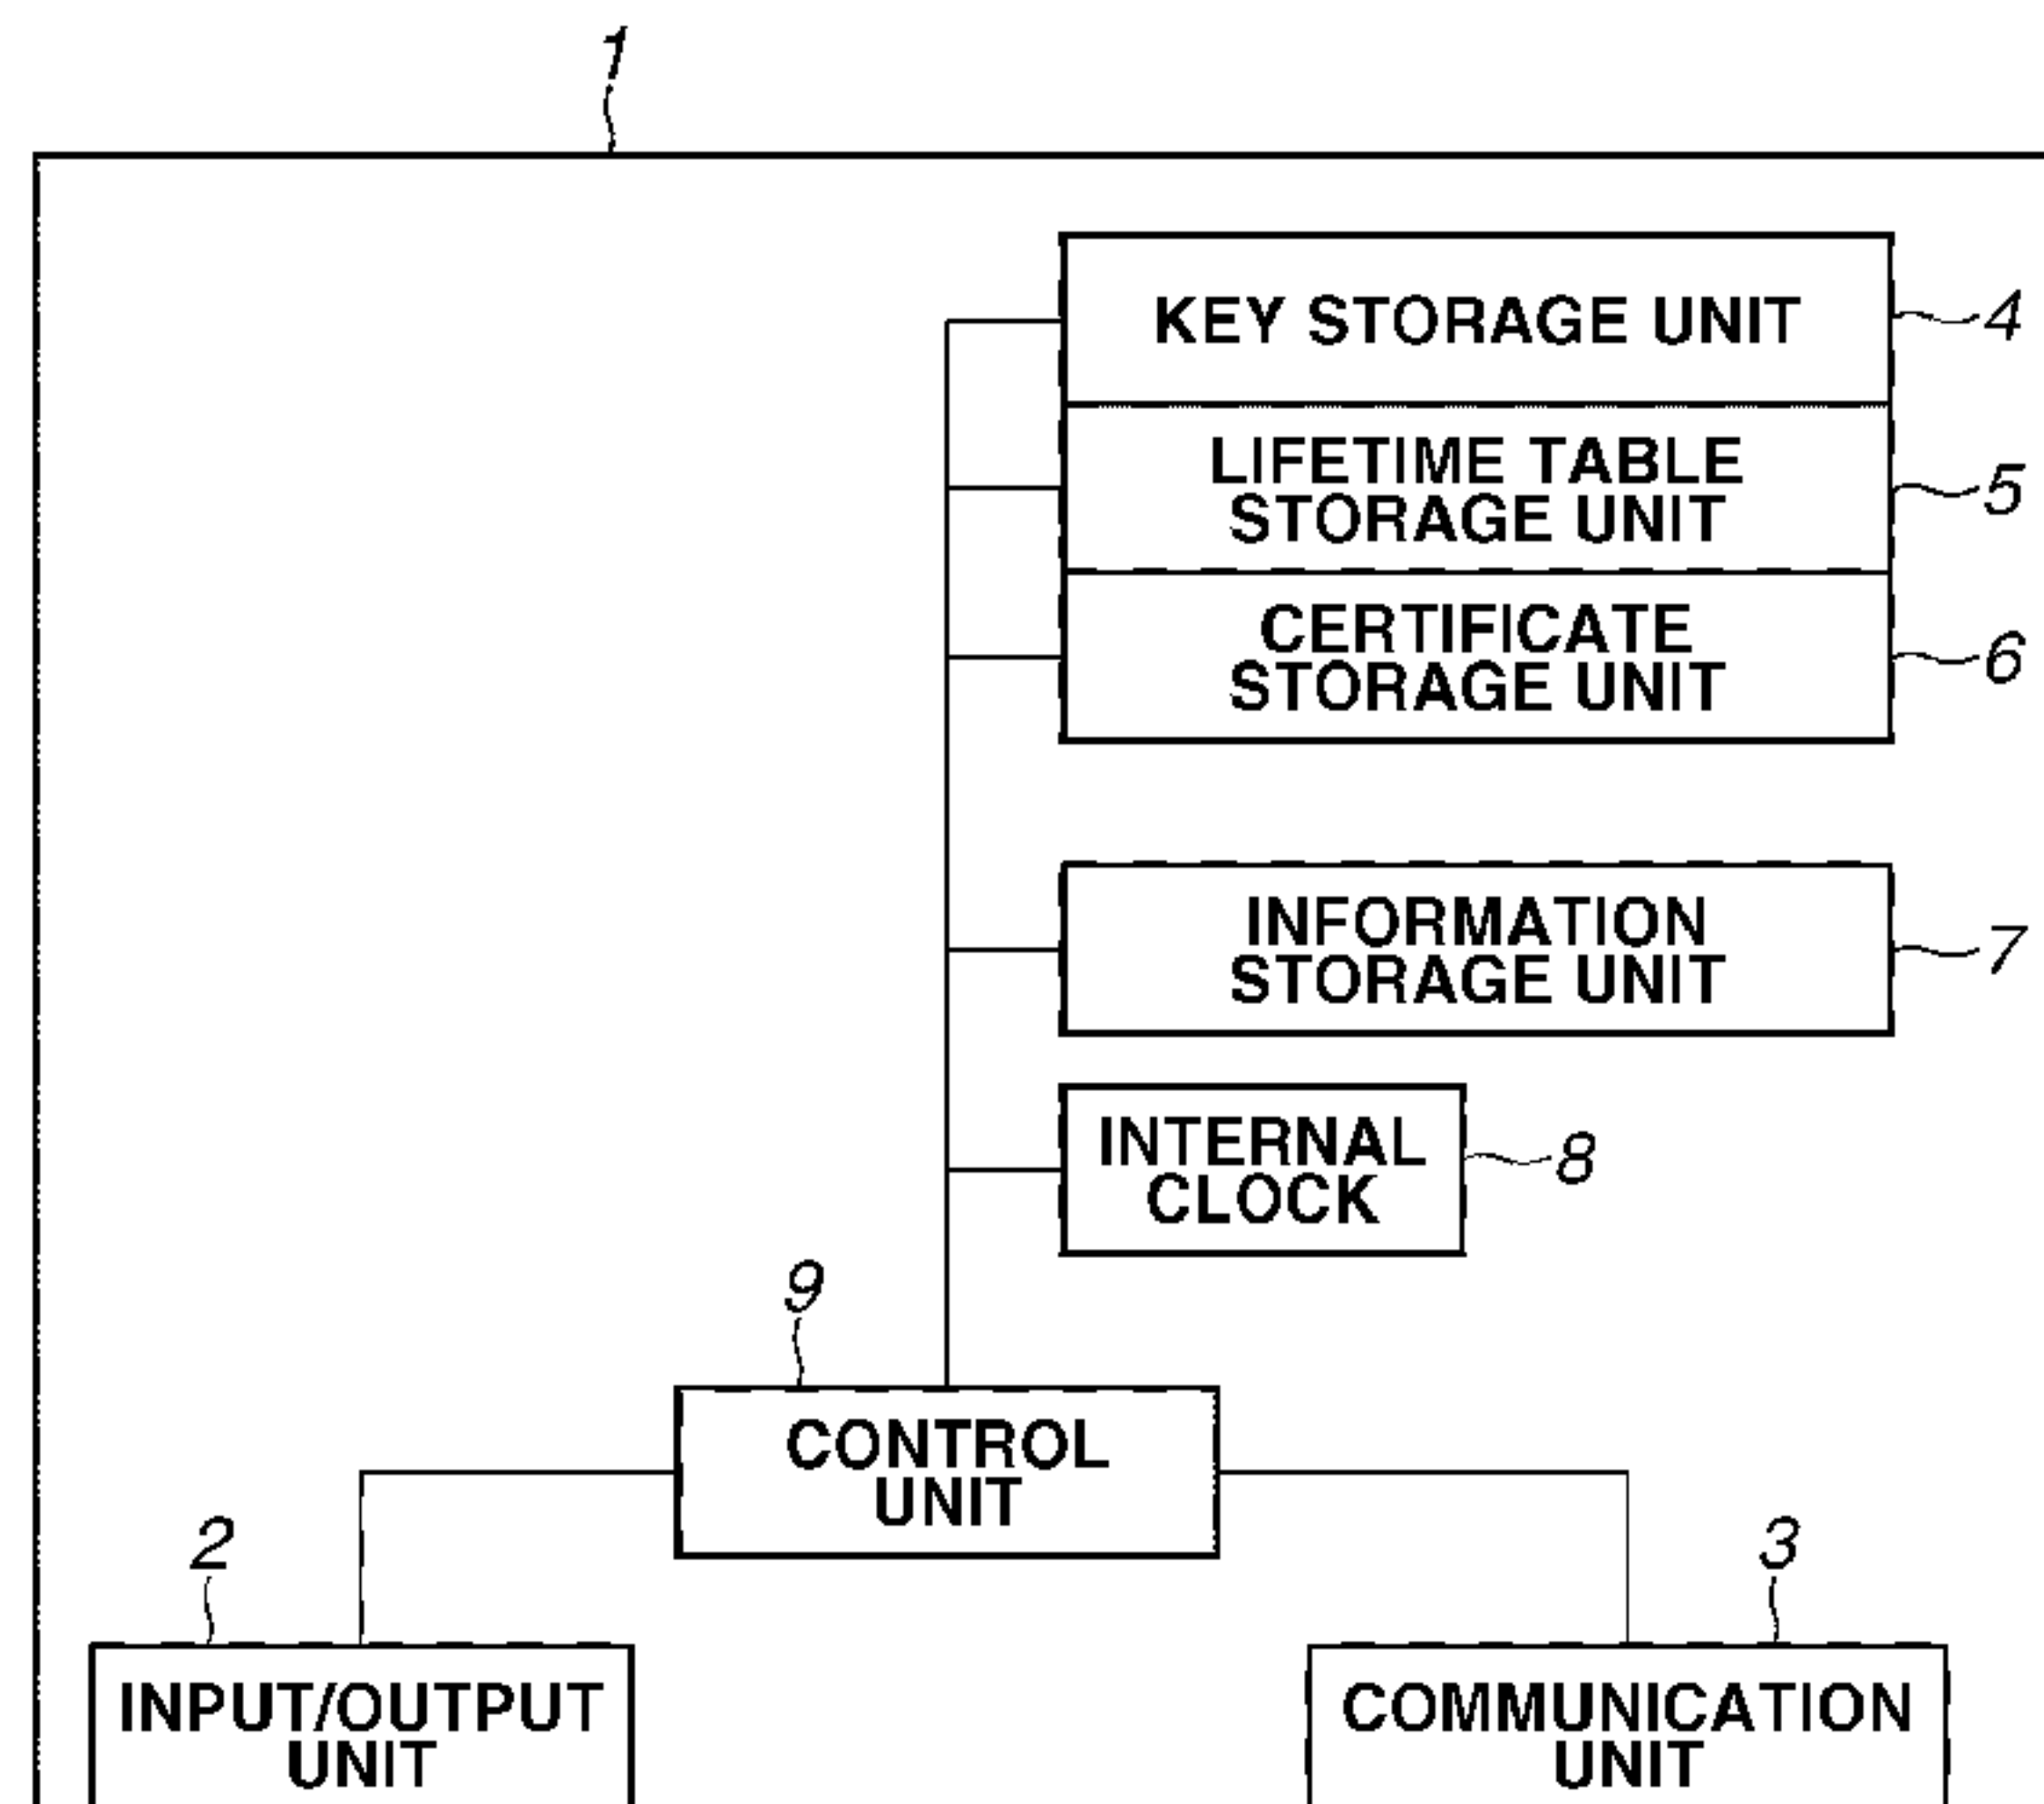 1
KEY STORAGE UNIT
4
LIFETIME TABLE
STORAGE UNIT
5
CERTIFICATE
STORAGE UNIT
6
INFORMATION
STORAGE UNIT
7
INTERNAL
CLOCK
8
9
CONTROL
UNIT
2
INPUT/OUTPUT
UNIT
3
COMMUNICATION
UNIT